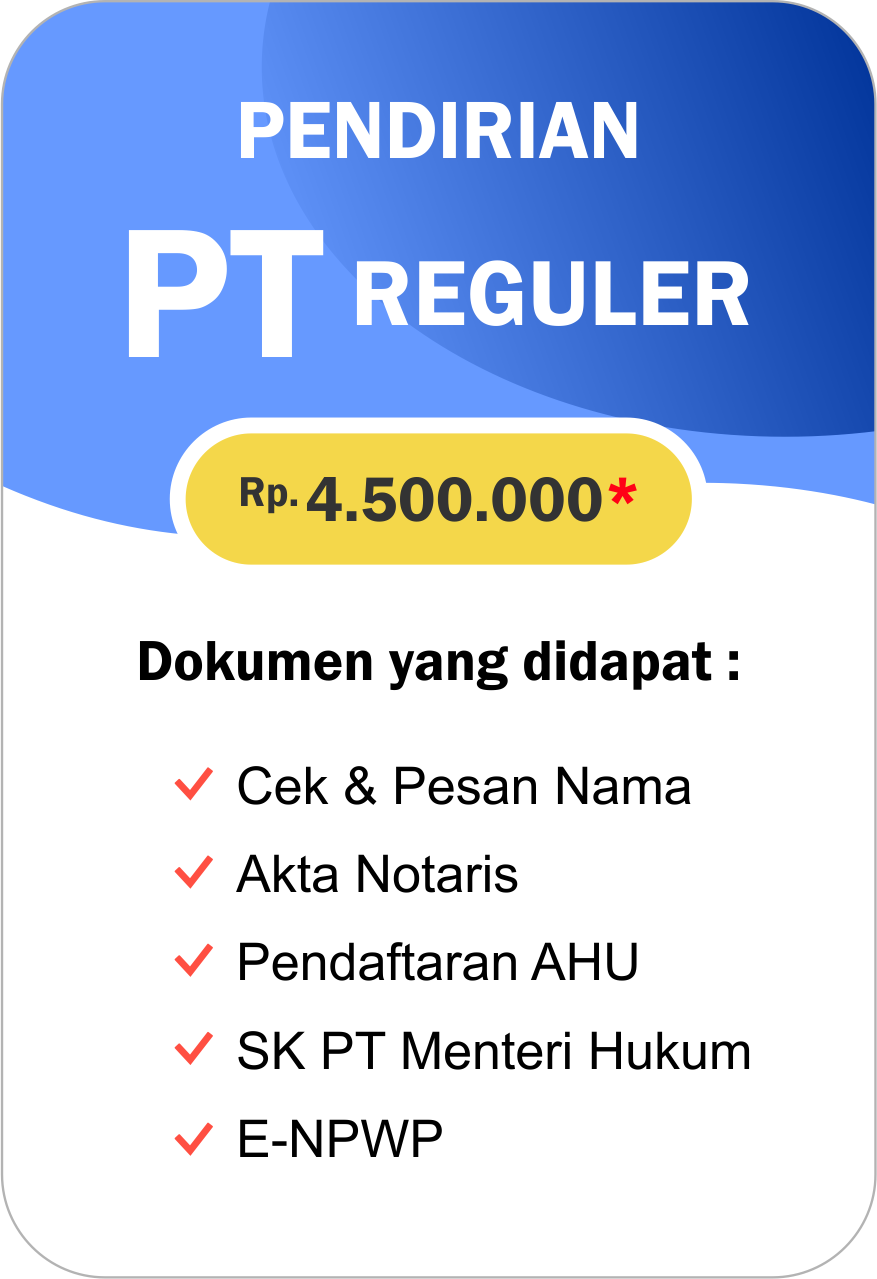 PENDIRIAN
PT REGULER
Rp. 4.500.000*
Dokumen yang didapat :
Cek & Pesan Nama
Akta Notaris
Pendaftaran AHU
SK PT Menteri Hukum
E-NPWP